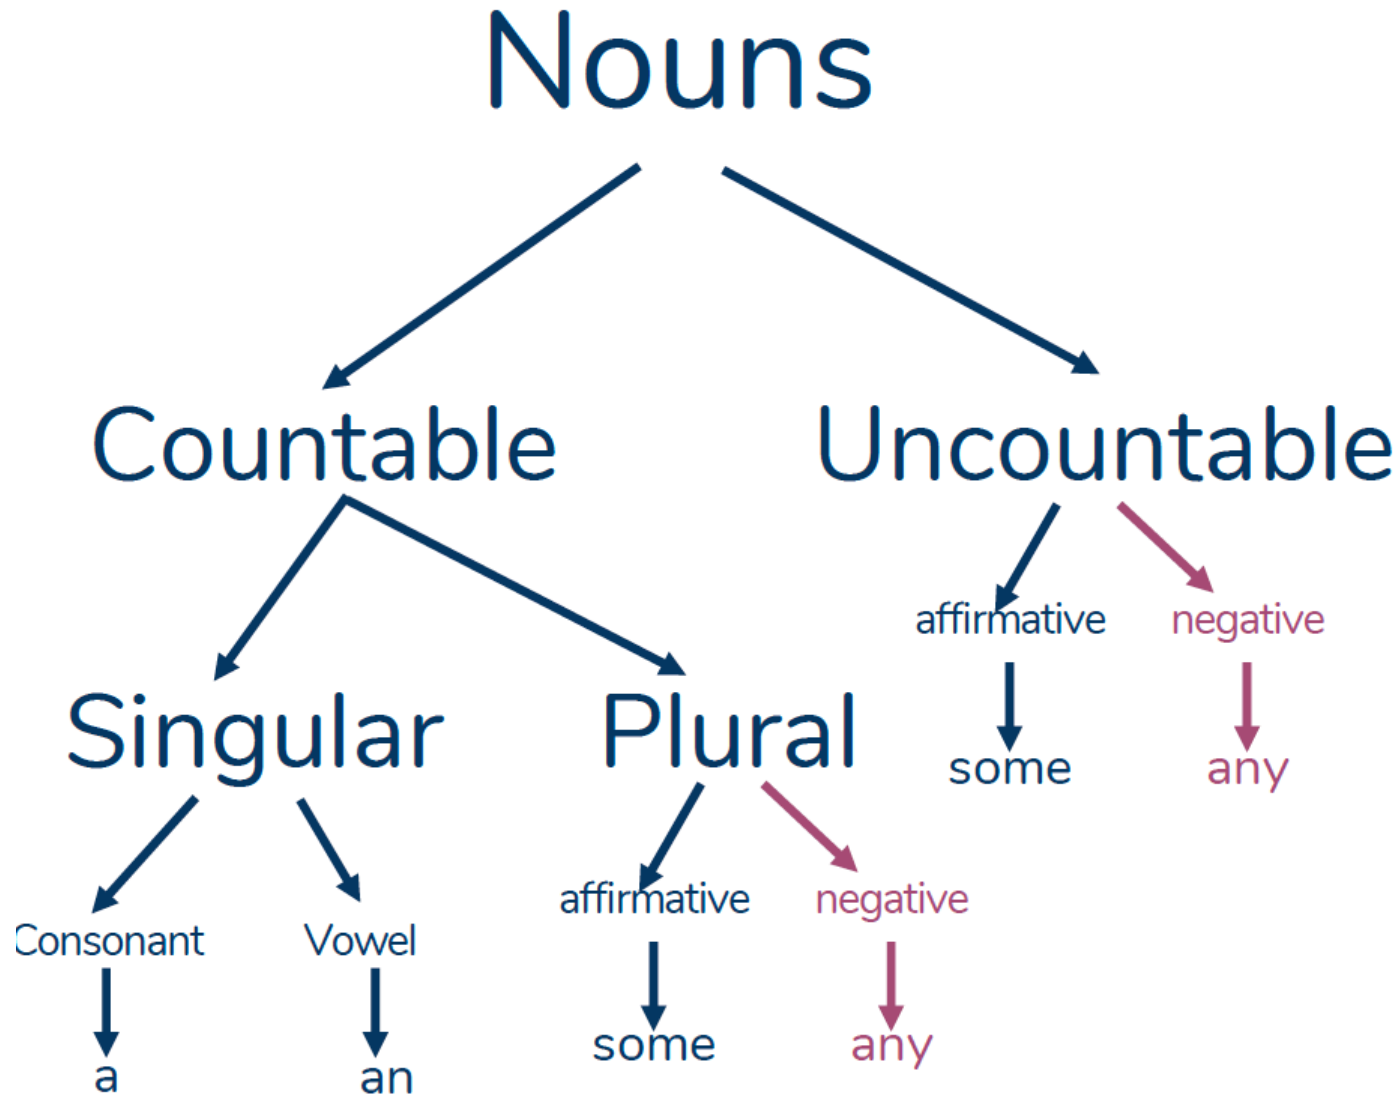 Nouns
Countable
Uncountable
affirmative
negative
Singular
Plural
some
any
affirmative
negative
Consonant
Vowel
some
any
a
an